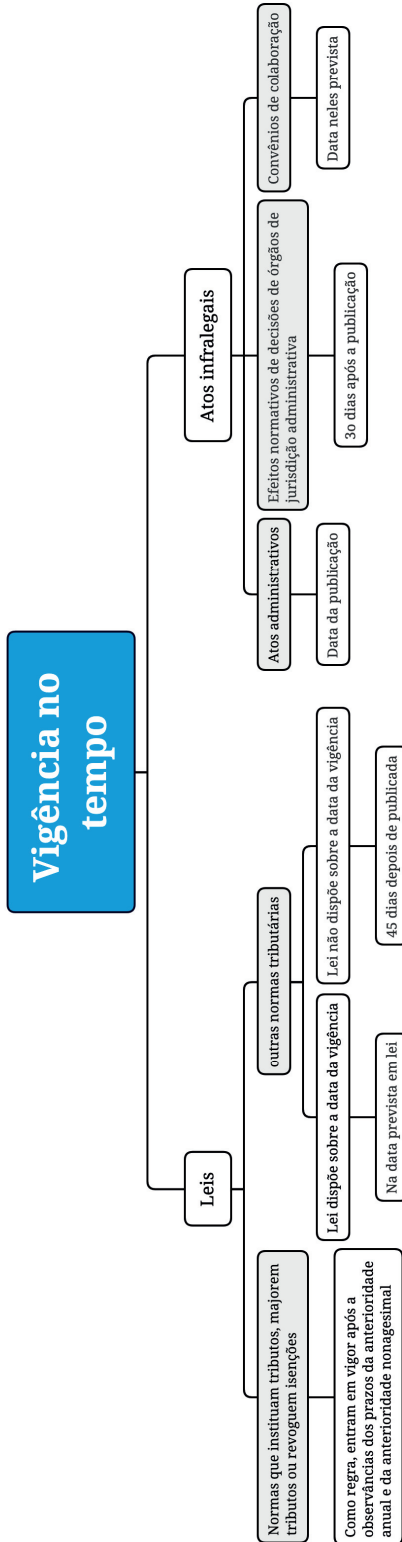 Vigência no
tempo
Leis
Atos infralegais
Normas que instituam tributos, majorem
tributos ou revoguem isenções
outras normas tributárias
Atos administrativos
Efeitos normativos de decisões de órgãos de
jurisdição administrativa
Convênios de colaboração
Como regra, entram em vigor após a
observâncias dos prazos da anterioridade
anual e da anterioridade nonagesimal
Lei dispõe sobre a data da vigência
Lei não dispõe sobre a data da vigência
Data da publicação
3o dias após a publicação
Data neles prevista
Na data prevista em lei
45 dias depois de publicada